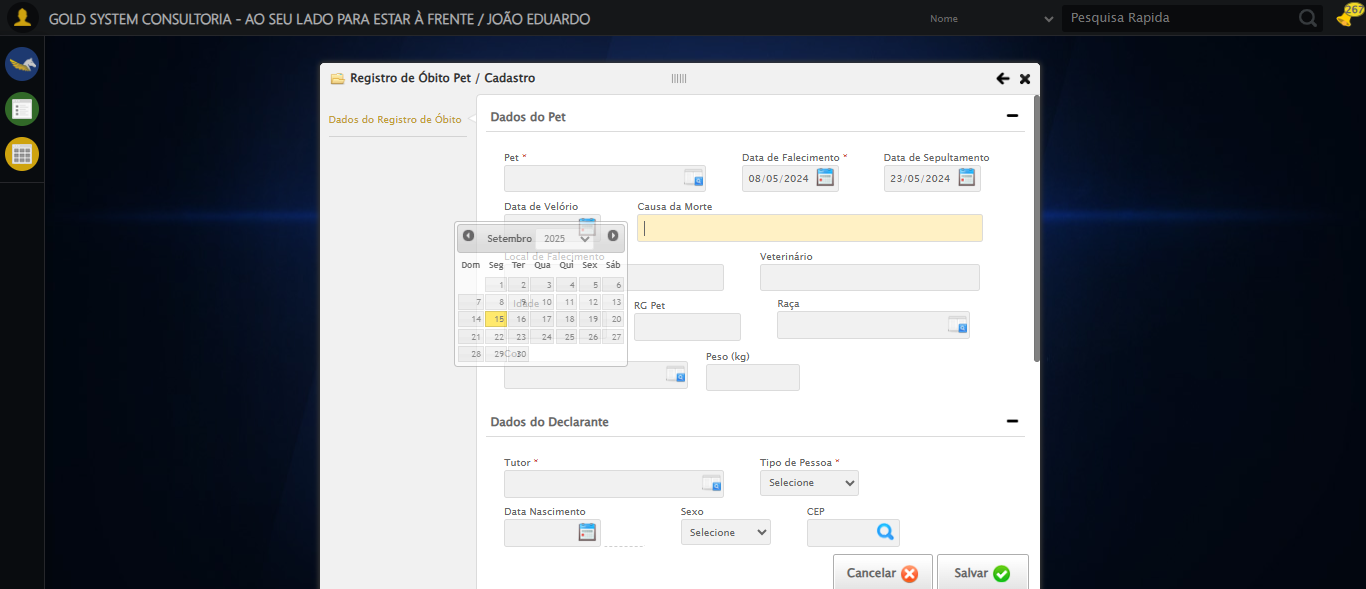 GOLD SYSTEM CONSULTORIA - AO SEU LADO PARA ESTAR À FRENTE / JOÃO EDUARDO
Nome
Pesquisa Rapida
267
Registro de Óbito Pet / Cadastro
Dados do Registro de Óbito
Dados do Pet
Pet *
Data de Falecimento *
Data de Sepultamento
08/05/2024
23/05/2024
Data de Velório
Causa da Morte
Setembro 2025
Local de Falecimento
Veterinário
Dom Seg Ter Qua Qui Sex Sáb
1 2 3 4 5 6
7 8 9 10 11 12 13
14 15 16 17 18 19 20
21 22 23 24 25 26 27
28 29 30
Idade
RG Pet
Raça
Cor
Peso (kg)
Dados do Declarante
Tutor *
Tipo de Pessoa *
Selecione
Data Nascimento
Sexo
CEP
Selecione
Cancelar
Salvar